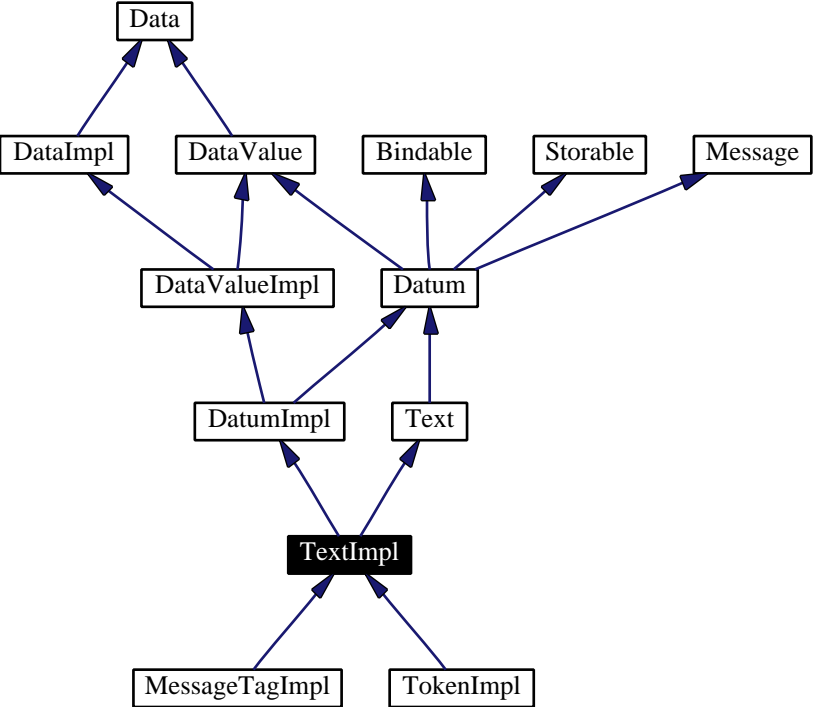 Data
DataImpl
DataValue
Bindable
Storable
Message
DataValueImpl
Datum
DatumImpl
Text
TextImpl
MessageTagImpl
TokenImpl